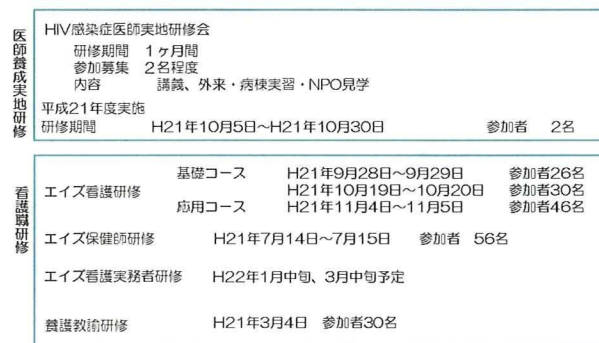 医師養成実地研修
HIV感染症医師実地研修会
研修期間 1ヶ月間
参加募集 2名程度
内容 講義、外来・病棟実習・NPO見学
平成21年度実施
研修期間 H21年10月5日～H21年10月30日 参加者 2名
看護職研修
エイズ看護研修 基礎コース H21年9月28日～9月29日 参加者26名
H21年10月19日～10月20日 参加者30名
応用コース H21年11月4日～11月5日 参加者46名
エイズ保健師研修 H21年7月14日～7月15日 参加者 56名
エイズ看護実務者研修 H22年1月中旬、3月中旬予定
養護教諭研修 H21年3月4日 参加者30名